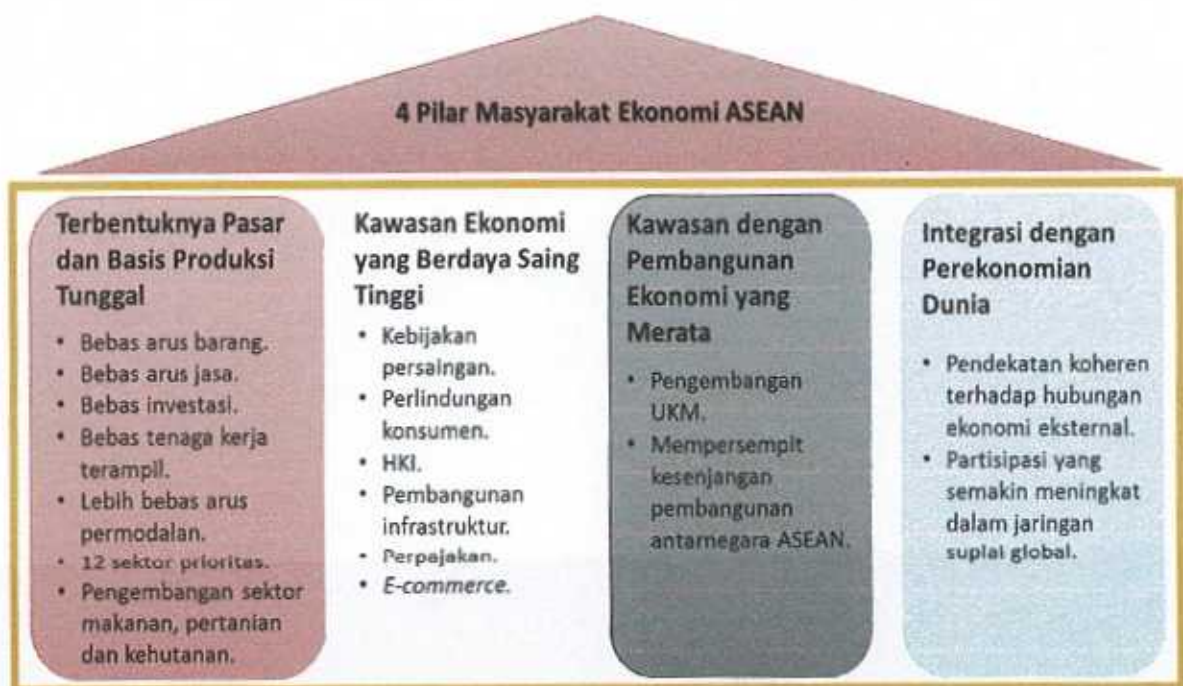 4 Pilar Masyarakat Ekonomi ASEAN
Terbentuknya Pasar
dan Basis Produksi
Tunggal
• Bebas arus barang.
• Bebas arus jasa.
• Bebas investasi.
• Bebas tenaga kerja
terampil.
• Lebih bebas arus
permodalan.
• 12 sektor prioritas.
• Pengembangan sektor
makanan, pertanian
dan kehutanan.
Kawasan Ekonomi
yang Berdaya Saing
Tinggi
• Kebijakan
persaingan.
• Perlindungan
konsumen.
• HKI.
• Pembangunan
infrastruktur.
• Perpajakan.
• E-commerce.
Kawasan dengan
Pembangunan
Ekonomi yang
Merata
• Pengembangan
UKM.
• Mempersempit
kesenjangan
pembangunan
antarnegara ASEAN.
Integrasi dengan
Perekonomian
Dunia
• Pendekatan koheren
terhadap hubungan
ekonomi eksternal.
• Partisipasi yang
semakin meningkat
dalam jaringan
suplai global.